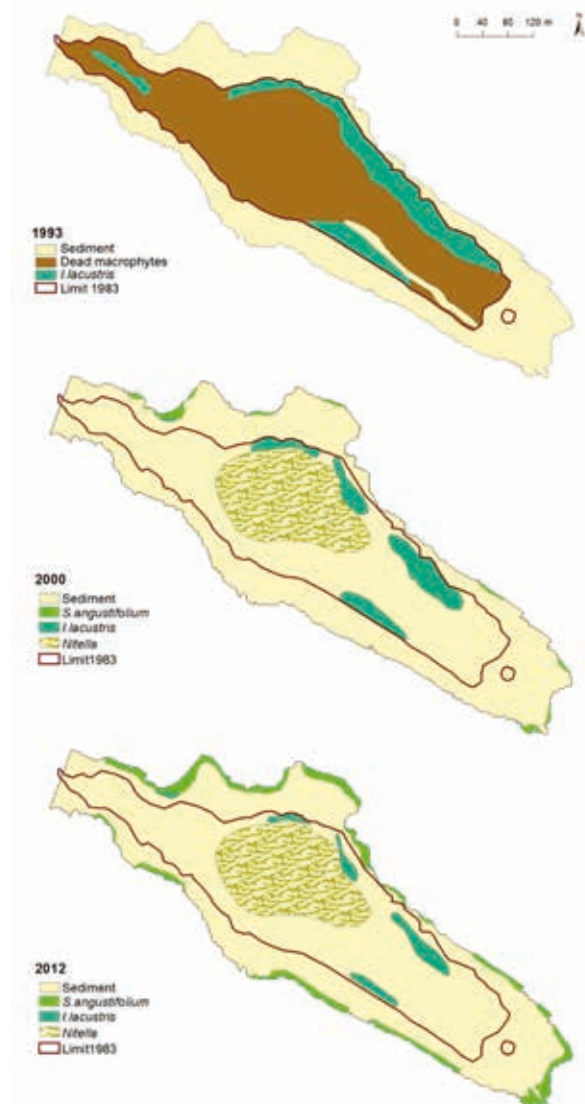 0 40 80 120 m
N
1993
Sediment
Dead macrophytes
I.lacustris
Limit 1983
2000
Sediment
S.angustifolium
I.lacustris
Nitella
Limit1983
2012
Sediment
S.angustifolium
I.lacustris
Nitella
Limit1983